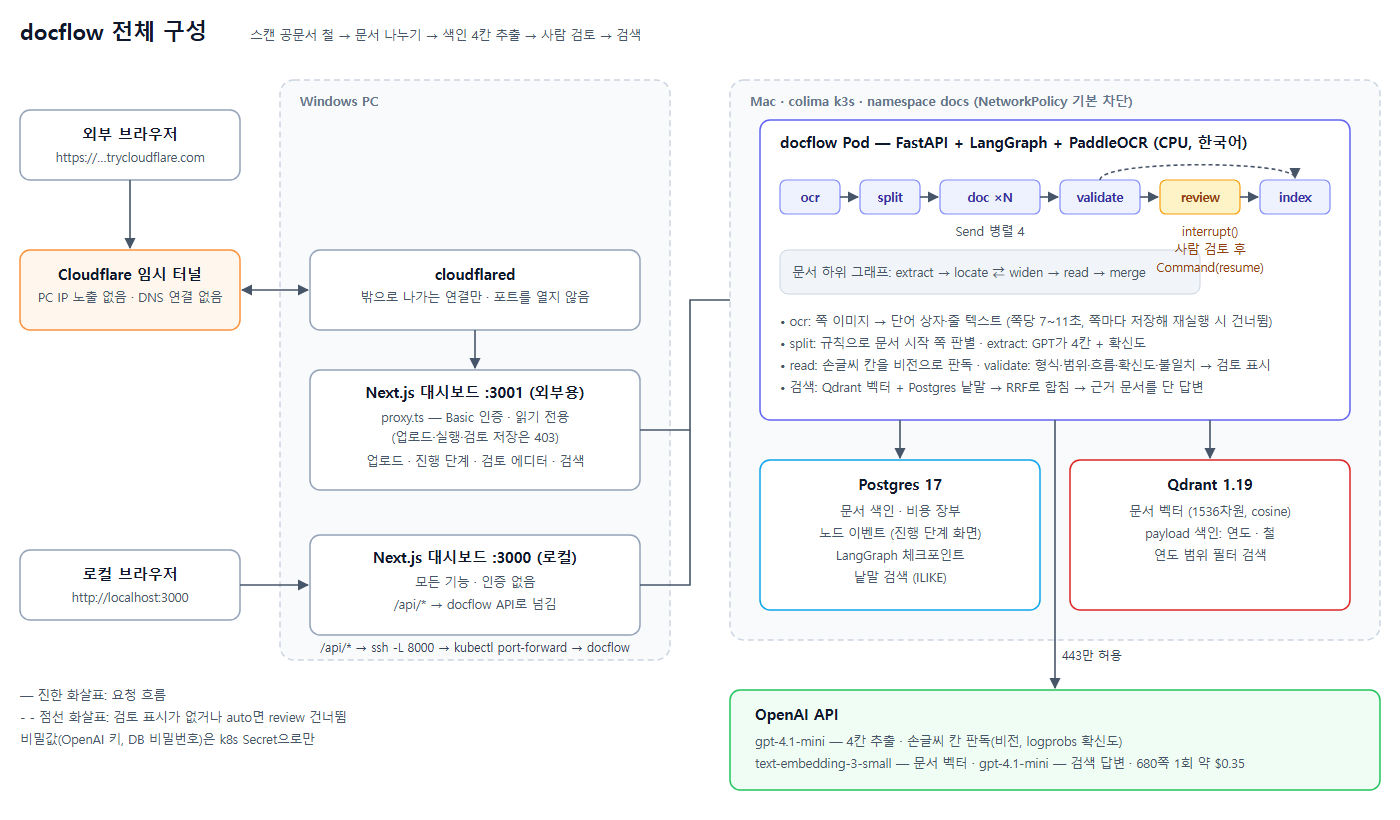 docflow 전체 구성
스캔 공문서 철 → 문서 나누기 → 색인 4칸 추출 → 사람 검토 → 검색
외부 브라우저
https://...trycloudflare.com
Cloudflare 임시 터널
PC IP 노출 없음 · DNS 연결 없음
로컬 브라우저
http://localhost:3000
Windows PC
cloudflared
밖으로 나가는 연결만 · 포트를 열지 않음
Next.js 대시보드 :3001 (외부용)
proxy.ts — Basic 인증 · 읽기 전용
(업로드·실행·검토 저장은 403)
업로드 · 진행 단계 · 검토 에디터 · 검색
Next.js 대시보드 :3000 (로컬)
모든 기능 · 인증 없음
/api/* → docflow API로 넘김
/api/* → ssh -L 8000 → kubectl port-forward → docflow
Mac · colima k3s · namespace docs (NetworkPolicy 기본 차단)
docflow Pod — FastAPI + LangGraph + PaddleOCR (CPU, 한국어)
ocr
split
doc ×N
validate
review
index
Send 병렬 4
interrupt()
사람 검토 후
Command(resume)
문서 하위 그래프: extract → locate ⇄ widen → read → merge
• ocr: 쪽 이미지 → 단어 상자·줄 텍스트 (쪽당 7~11초, 쪽마다 저장해 재실행 시 건너뜀)
• split: 규칙으로 문서 시작 쪽 판별 · extract: GPT가 4칸 + 확신도
• read: 손글씨 칸을 비전으로 판독 · validate: 형식·범위·흐름·확신도·불일치 → 검토 표시
• 검색: Qdrant 벡터 + Postgres 낱말 → RRF로 합침 → 근거 문서를 단 답변
Postgres 17
문서 색인 · 비용 장부
노드 이벤트 (진행 단계 화면)
LangGraph 체크포인트
낱말 검색 (ILIKE)
Qdrant 1.19
문서 벡터 (1536차원, cosine)
payload 색인: 연도 · 철
연도 범위 필터 검색
443만 허용
OpenAI API
gpt-4.1-mini — 4칸 추출 · 손글씨 칸 판독(비전, logprobs 확신도)
text-embedding-3-small — 문서 벡터 · gpt-4.1-mini — 검색 답변 · 680쪽 1회 약 $0.35
— 진한 화살표: 요청 흐름
- - 점선 화살표: 검토 표시가 없거나 auto면 review 건너뜀
비밀값(OpenAI 키, DB 비밀번호)은 k8s Secret으로만